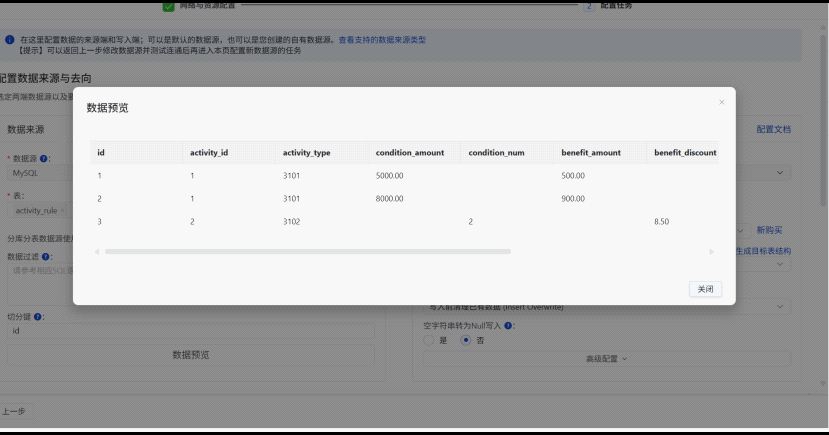 网络与资源配置
2 配置任务
在这里配置数据的来源端和写入端；可以是默认的数据源，也可以是您创建的自有数据源。查看支持的数据来源类型
【提示】可以返回上一步修改数据源并测试连通后再进入本页配置新数据源的任务
配置数据来源与去向
选定两端数据源以及
数据来源
配置文档
* 数据源 ?：
MySQL
* 表：
activity_rule ×
分库分表数据源使
新购买
数据过滤 ?：
生成目标表结构
请参考相应SQL语
切分键 ?：
id
数据预览
写入前清理已有数据 (Insert Overwrite)
空字符串转为Null写入 ?：
是 否
高级配置
上一步
数据预览 ×
id activity_id activity_type condition_amount condition_num benefit_amount benefit_discount
1 1 3101 5000.00 500.00
2 1 3101 8000.00 900.00
3 2 3102 2 8.50
关闭